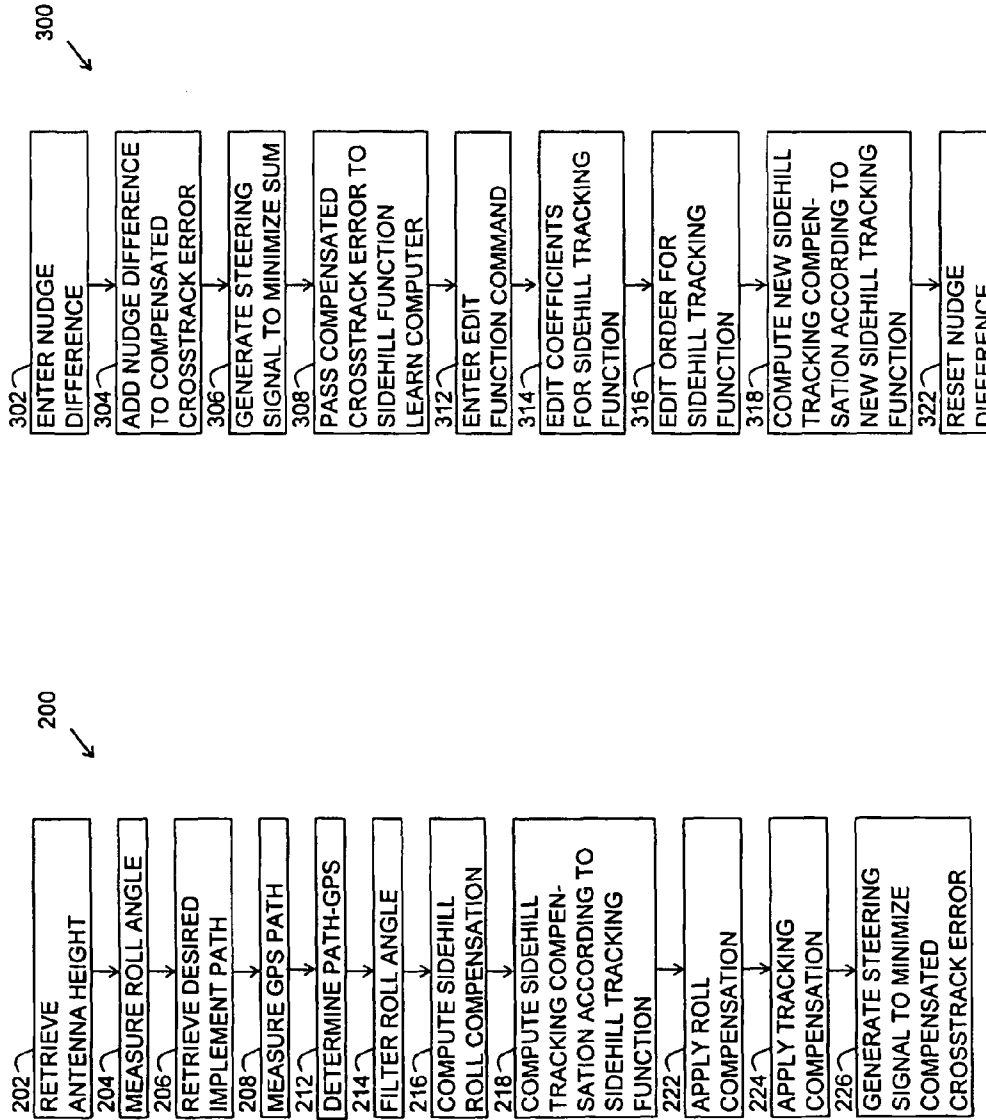 200
202
RETRIEVE
ANTENNA HEIGHT
204
MEASURE ROLL ANGLE
206
RETRIEVE DESIRED
IMPLEMENT PATH
208
MEASURE GPS PATH
212
DETERMINE PATH-GPS
214
FILTER ROLL ANGLE
216
COMPUTE SIDEHILL
ROLL COMPENSATION
218
COMPUTE SIDEHILL
TRACKING COMPEN-
SATION ACCORDING TO
SIDEHILL TRACKING
FUNCTION
222
APPLY ROLL
COMPENSATION
224
APPLY TRACKING
COMPENSATION
226
GENERATE STEERING
SIGNAL TO MINIMIZE
COMPENSATED
CROSSTRACK ERROR
300
302
ENTER NUDGE
DIFFERENCE
304
ADD NUDGE DIFFERENCE
TO COMPENSATED
CROSSTRACK ERROR
306
GENERATE STEERING
SIGNAL TO MINIMIZE SUM
308
PASS COMPENSATED
CROSSTRACK ERROR TO
SIDEHILL FUNCTION
LEARN COMPUTER
312
ENTER EDIT
FUNCTION COMMAND
314
EDIT COEFFICIENTS
FOR SIDEHILL TRACKING
FUNCTION
316
EDIT ORDER FOR
SIDEHILL TRACKING
FUNCTION
318
COMPUTE NEW SIDEHILL
TRACKING COMPEN-
SATION ACCORDING TO
NEW SIDEHILL TRACKING
FUNCTION
322
RESET NUDGE
DIFFERENCE